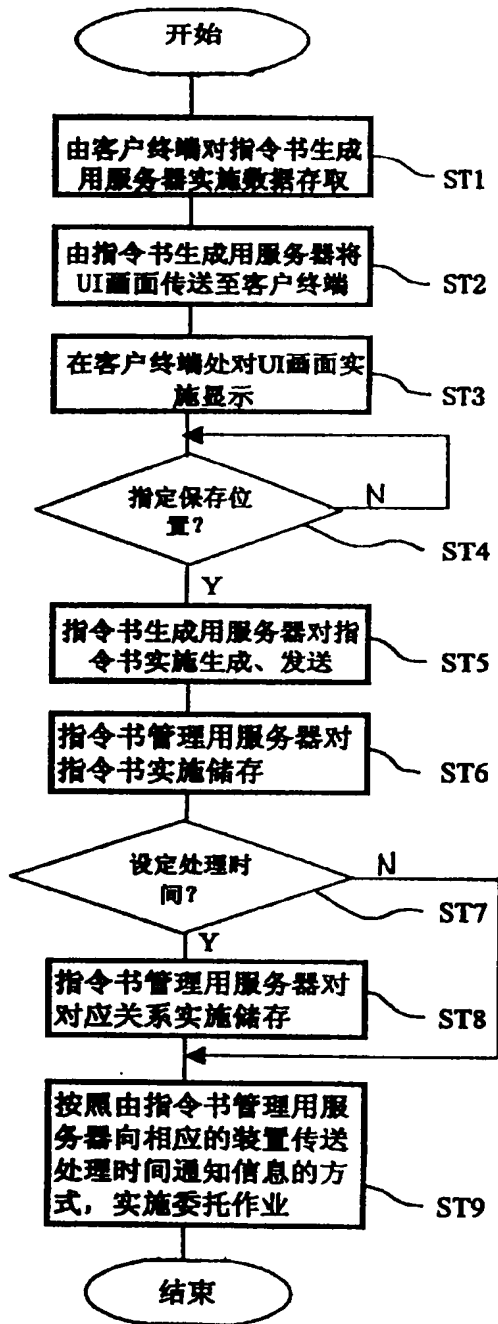 开始
由客户终端对指令书生成
用服务器实施数据存取
ST1
由指令书生成用服务器将
UI画面传送至客户终端
ST2
在客户终端处对UI画面实
施显示
ST3
指定保存位
置？
N
ST4
Y
指令书生成用服务器对指
令书实施生成、发送
ST5
指令书管理用服务器对
指令书实施储存
ST6
设定处理时
间？
N
ST7
Y
指令书管理用服务器对
对应关系实施储存
ST8
按照由指令书管理用服
务器向相应的装置传送
处理时间通知信息的方
式，实施委托作业
ST9
结束